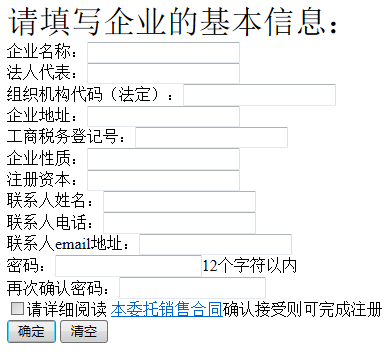 请填写企业的基本信息：
企业名称：
法人代表：
组织机构代码（法定）：
企业地址：
工商税务登记号：
企业性质：
注册资本：
联系人姓名：
联系人电话：
联系人email地址：
密码： 12个字符以内
再次确认密码：
请详细阅读 本委托销售合同确认接受则可完成注册
确定 清空